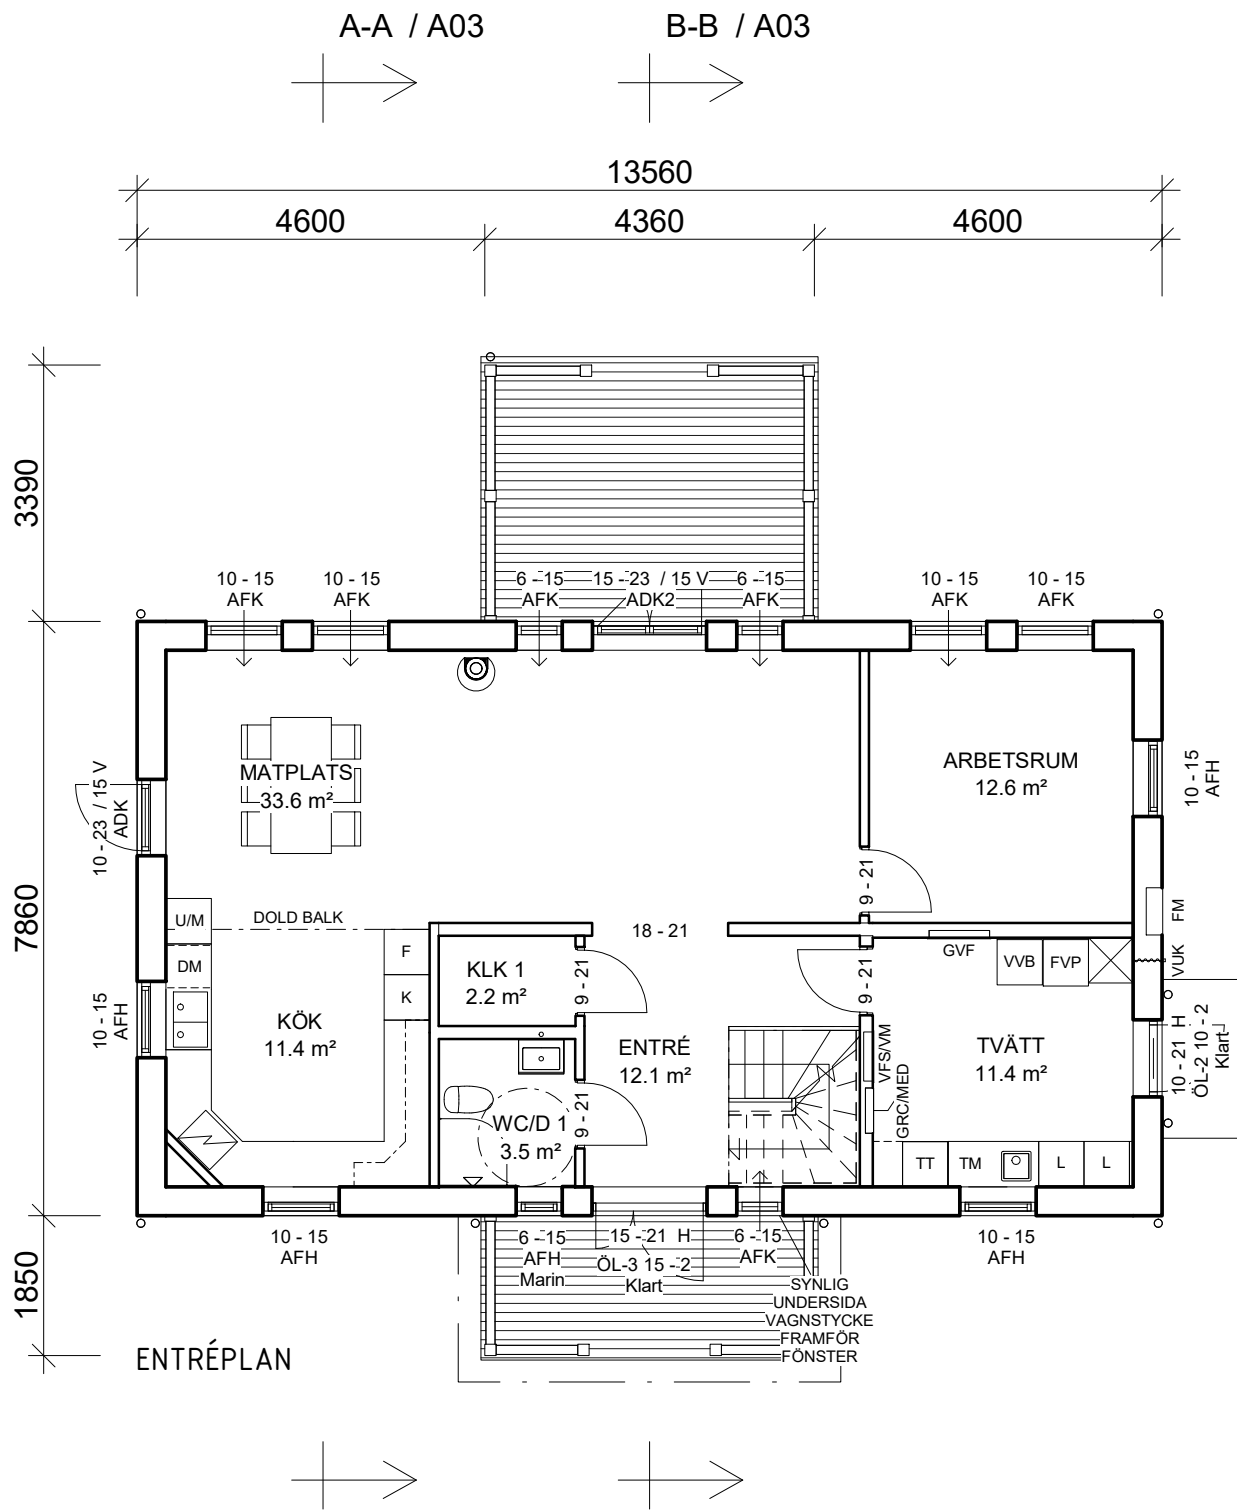 A-A / A03
B-B / A03
13560
4600
4360
4600
3390
7860
1850
10 - 15
AFK
10 - 15
AFK
6 - 15
AFK
15 - 23 / 15 V
ADK2
6 - 15
AFK
10 - 15
AFK
10 - 15
AFK
10 - 23 / 15 V
ADK
MATPLATS
33.6 m²
ARBETSRUM
12.6 m²
10 - 15
AFH
9 - 21
U/M
DOLD BALK
18 - 21
FM
F
GVF
VVB
FVP
VUK
DM
K
KLK 1
2.2 m²
9 - 21
9 - 21
10 - 15
AFH
KÖK
11.4 m²
ENTRÉ
12.1 m²
VFS/VM
TVÄTT
11.4 m²
10 - 21 H
ÖL-2 10 - 2
Klart
GRC/MED
WC/D 1
3.5 m²
9 - 21
TT
TM
L
L
10 - 15
AFH
6 - 15
AFH
Marin
15 - 21 H
ÖL-3 15 - 2
Klart
6 - 15
AFK
10 - 15
AFH
SYNLIG
UNDERSIDA
VAGNSTYCKE
FRAMFÖR
FÖNSTER
ENTRÉPLAN